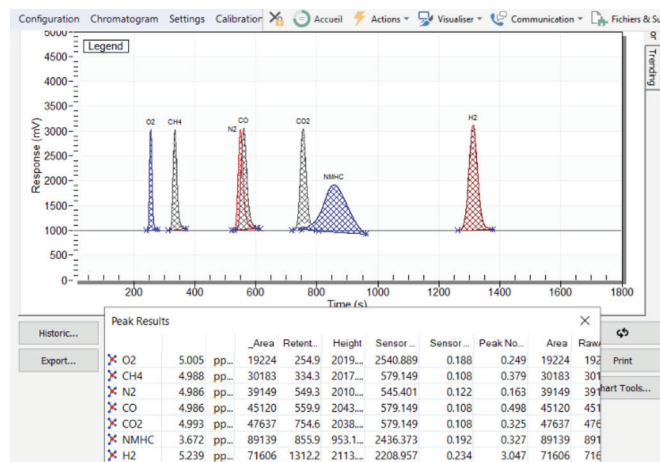 Configuration Chromatogram Settings Calibration Accueil Actions Visualiser Communication Fichiers & Su
Legend
Trending
or
5000
4500
4000
3500
3000
2500
2000
1500
1000
500
0
Response (mV)
O2 CH4 N2 CO CO2 NMHC H2
200 400 600 800 1000 1200 1400 1600 1800
Time (s)
Historic...
Export...
Print
hart Tools...
Peak Results
_Area Retent... Height Sensor ... Sensor ... Peak No... Area Raw
O2 5.005 pp... 19224 254.9 2019.... 2540.889 0.188 0.249 19224 192
CH4 4.988 pp... 30183 334.3 2017.... 579.149 0.108 0.379 30183 301
N2 4.986 pp... 39149 549.3 2010.... 545.401 0.122 0.163 39149 391
CO 4.986 pp... 45120 559.9 2043.... 579.149 0.108 0.498 45120 451
CO2 4.993 pp... 47637 754.6 2038.... 579.149 0.108 0.325 47637 476
NMHC 3.672 pp... 89139 855.9 953.1... 2436.373 0.192 0.327 89139 891
H2 5.239 pp... 71606 1312.2 2113.... 2208.957 0.234 3.047 71606 716